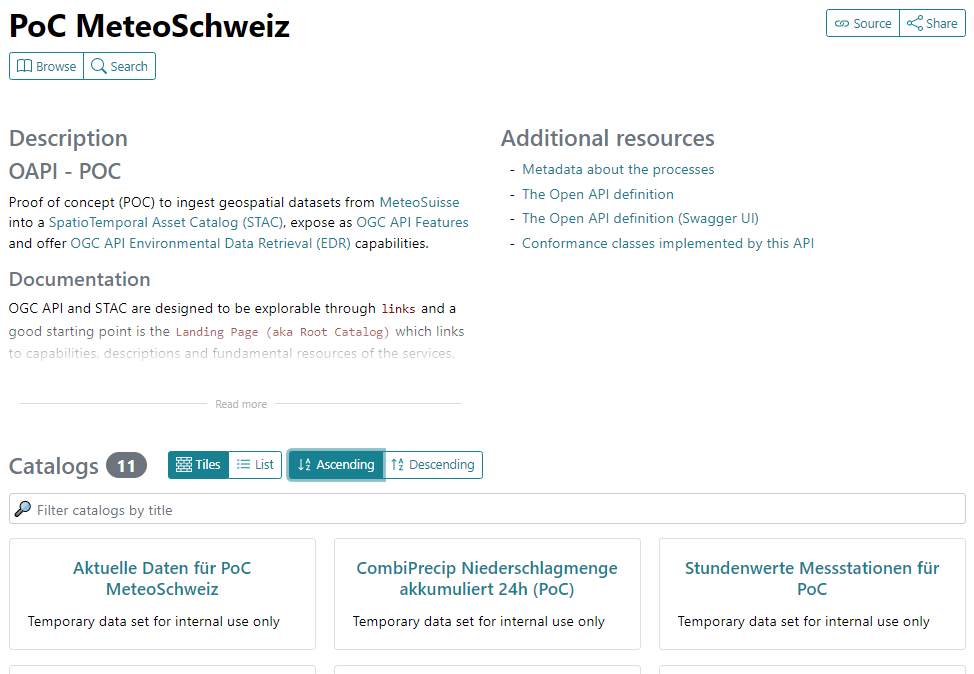 PoC MeteoSchweiz
Source
Share
Browse
Search
Description
OAPI - POC
Proof of concept (POC) to ingest geospatial datasets from MeteoSuisse
into a SpatioTemporal Asset Catalog (STAC), expose as OGC API Features
and offer OGC API Environmental Data Retrieval (EDR) capabilities.
Documentation
OGC API and STAC are designed to be explorable through links and a
good starting point is the Landing Page (aka Root Catalog) which links
to capabilities, descriptions and fundamental resources of the services.
Read more
Additional resources
- Metadata about the processes
- The Open API definition
- The Open API definition (Swagger UI)
- Conformance classes implemented by this API
Catalogs 11
Tiles
List
Ascending
Descending
Filter catalogs by title
Aktuelle Daten für PoC
MeteoSchweiz
Temporary data set for internal use only
CombiPrecip Niederschlagmenge
akkumuliert 24h (PoC)
Temporary data set for internal use only
Stundenwerte Messstationen für
PoC
Temporary data set for internal use only